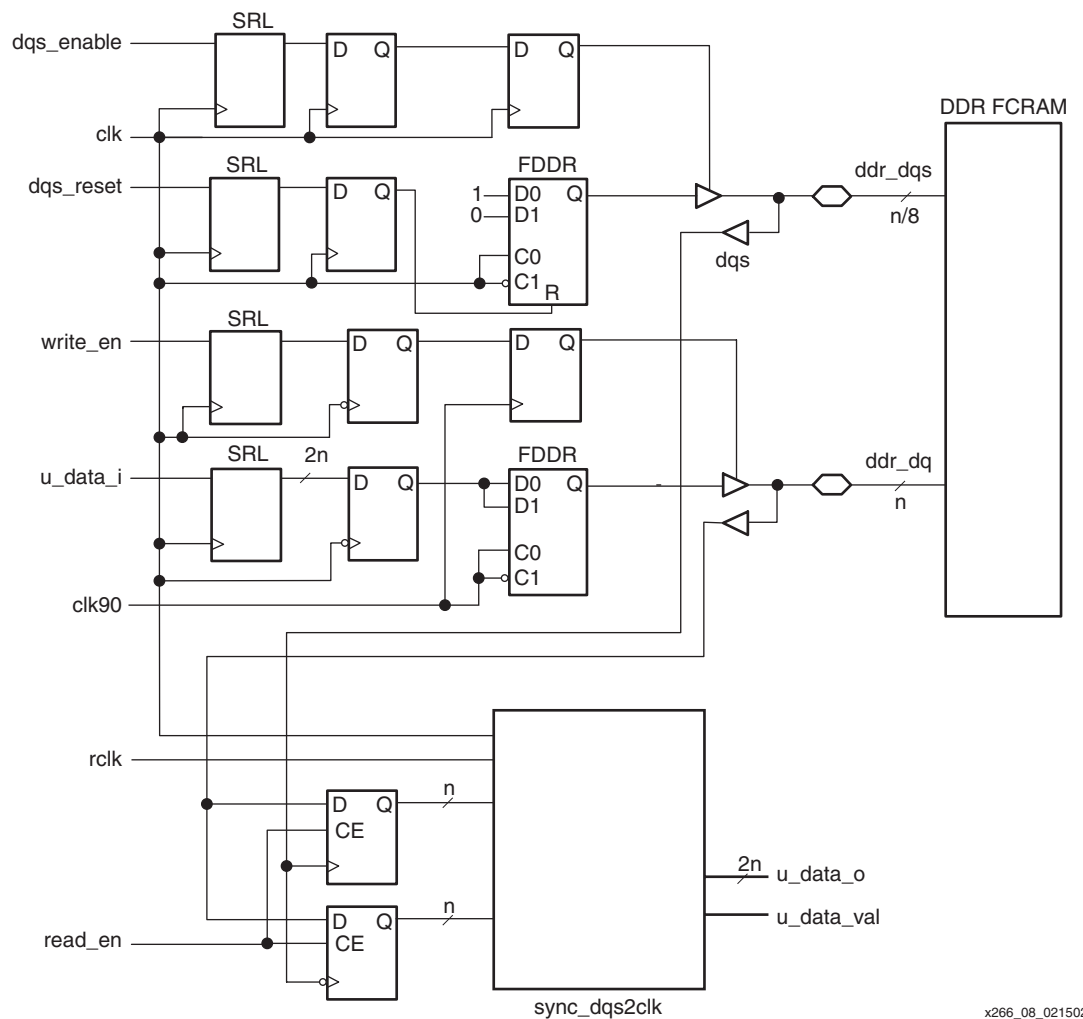 SRL
dqs_enable
D Q
D Q
clk
DDR FCRAM
SRL
FDDR
dqs_reset
D Q
1 D0 Q
0 D1
ddr_dqs
n/8
C0
C1
R
dqs
SRL
write_en
D Q
D Q
SRL
2n
FDDR
u_data_i
D Q
D0 Q
D1
ddr_dq
n
C0
C1
clk90
rclk
n
D Q
CE
2n
u_data_o
n
D Q
u_data_val
read_en
CE
sync_dqs2clk
x266_08_021502